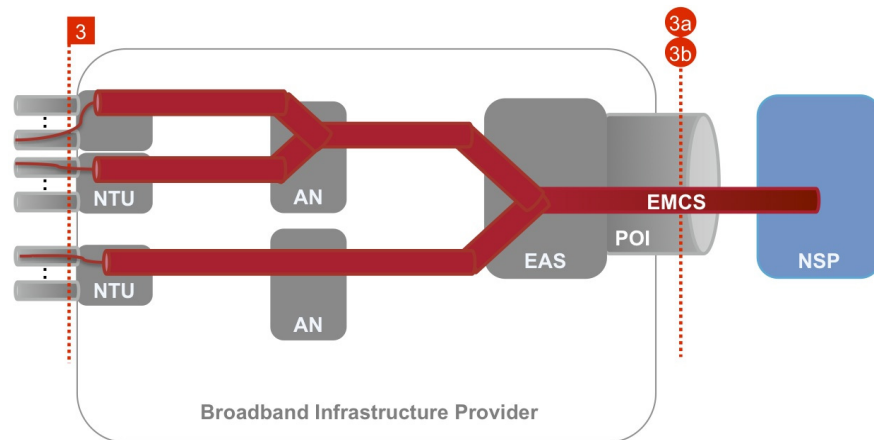 3
3a
3b
NTU
AN
EMCS
POI
EAS
NSP
NTU
AN
Broadband Infrastructure Provider